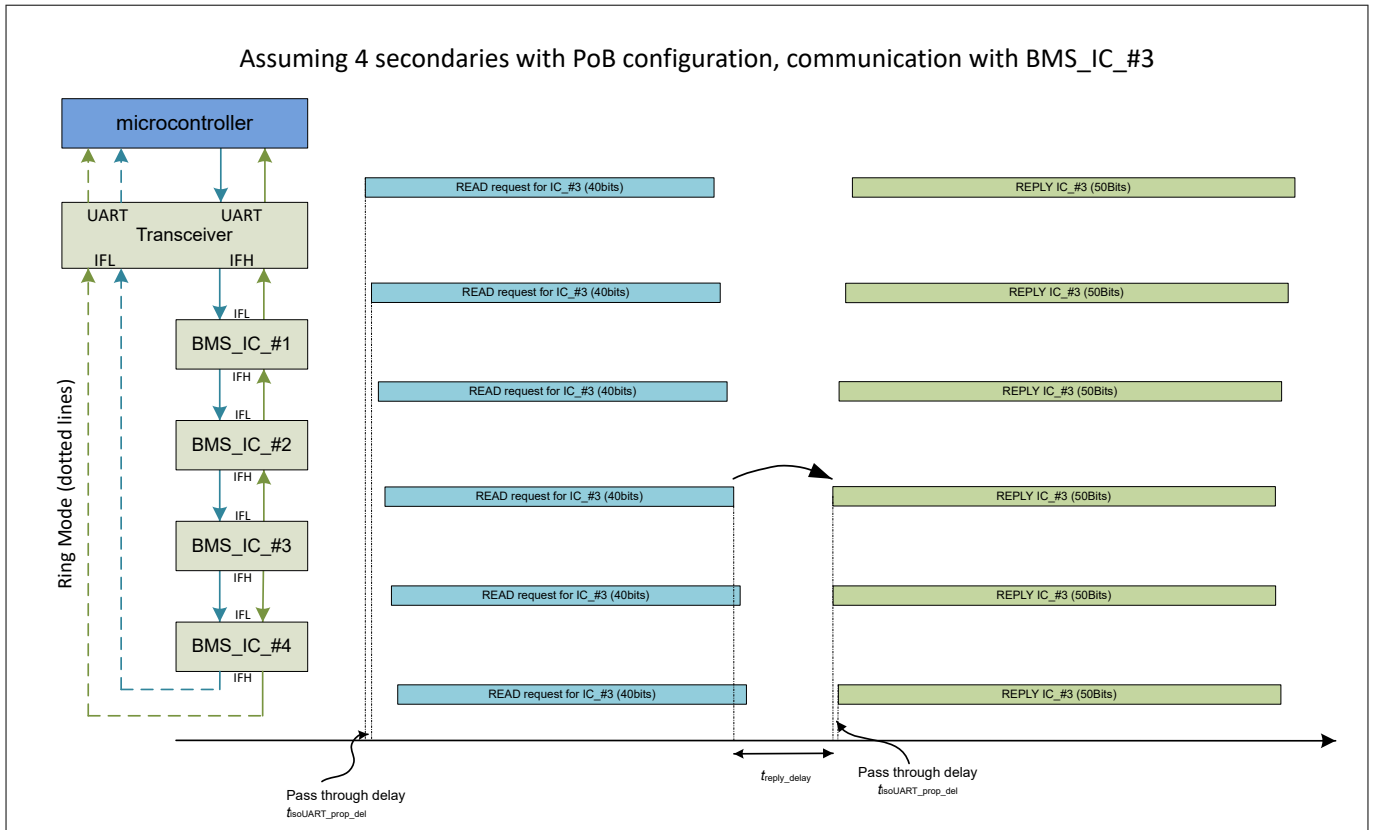 Assuming 4 secondaries with PoB configuration, communication with BMS_IC_#3
microcontroller
READ request for IC_#3 (40bits)
REPLY IC_#3 (50Bits)
UART
UART
Transceiver
IFL
IFH
READ request for IC_#3 (40bits)
REPLY IC_#3 (50Bits)
IFL
BMS_IC_#1
IFH
READ request for IC_#3 (40bits)
REPLY IC_#3 (50Bits)
IFL
BMS_IC_#2
IFH
READ request for IC_#3 (40bits)
REPLY IC_#3 (50Bits)
IFL
BMS_IC_#3
IFH
READ request for IC_#3 (40bits)
REPLY IC_#3 (50Bits)
IFL
BMS_IC_#4
IFH
READ request for IC_#3 (40bits)
REPLY IC_#3 (50Bits)
Ring Mode (dotted lines)
Pass through delay
tisoUART_prop_del
treply_delay
Pass through delay
tisoUART_prop_del